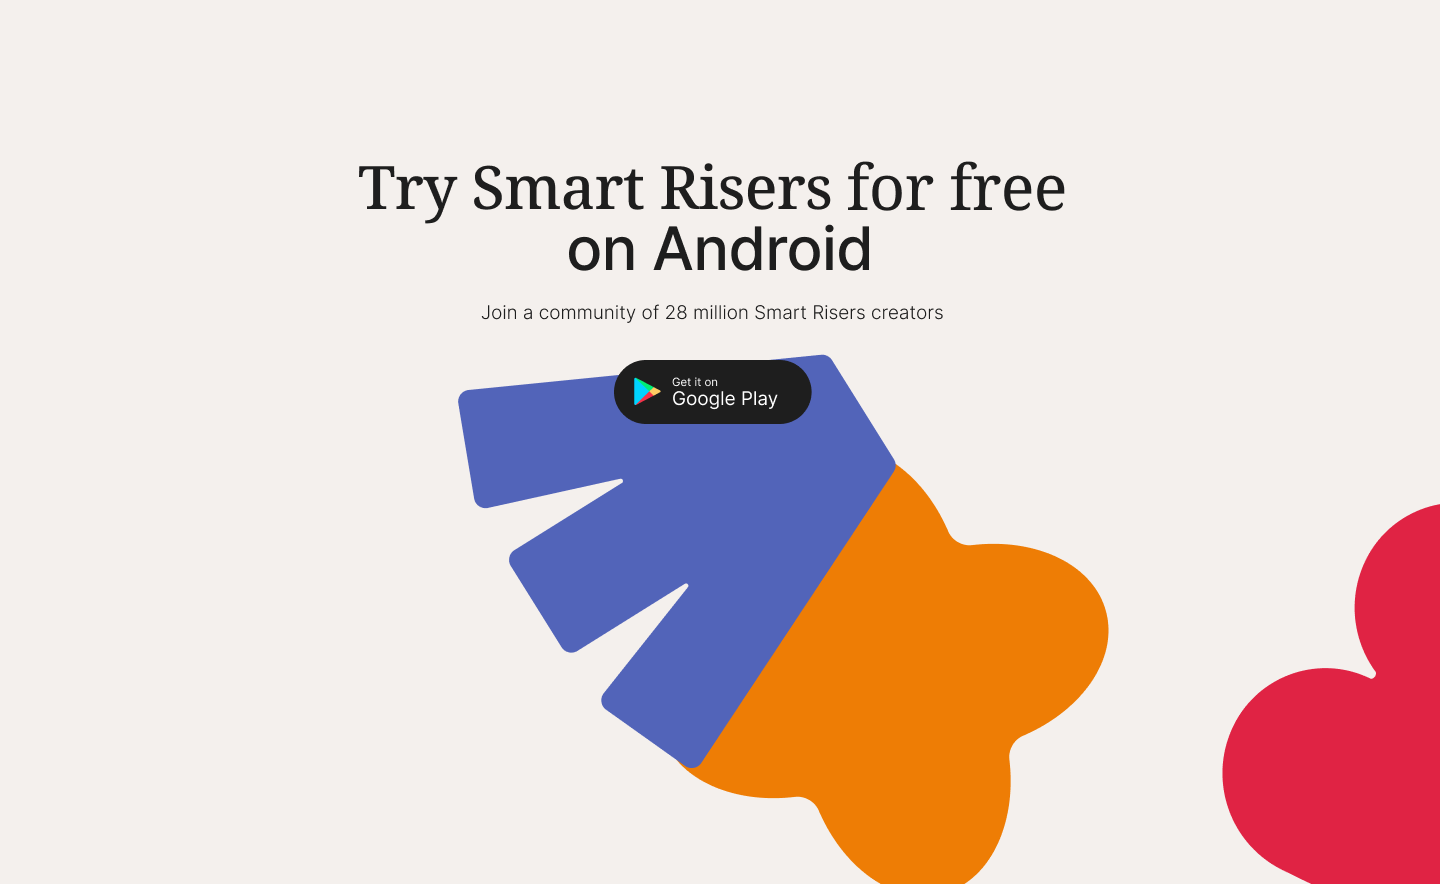 Try Smart Risers for free
on Android
Join a community of 28 million Smart Risers creators
Get it on
Google Play